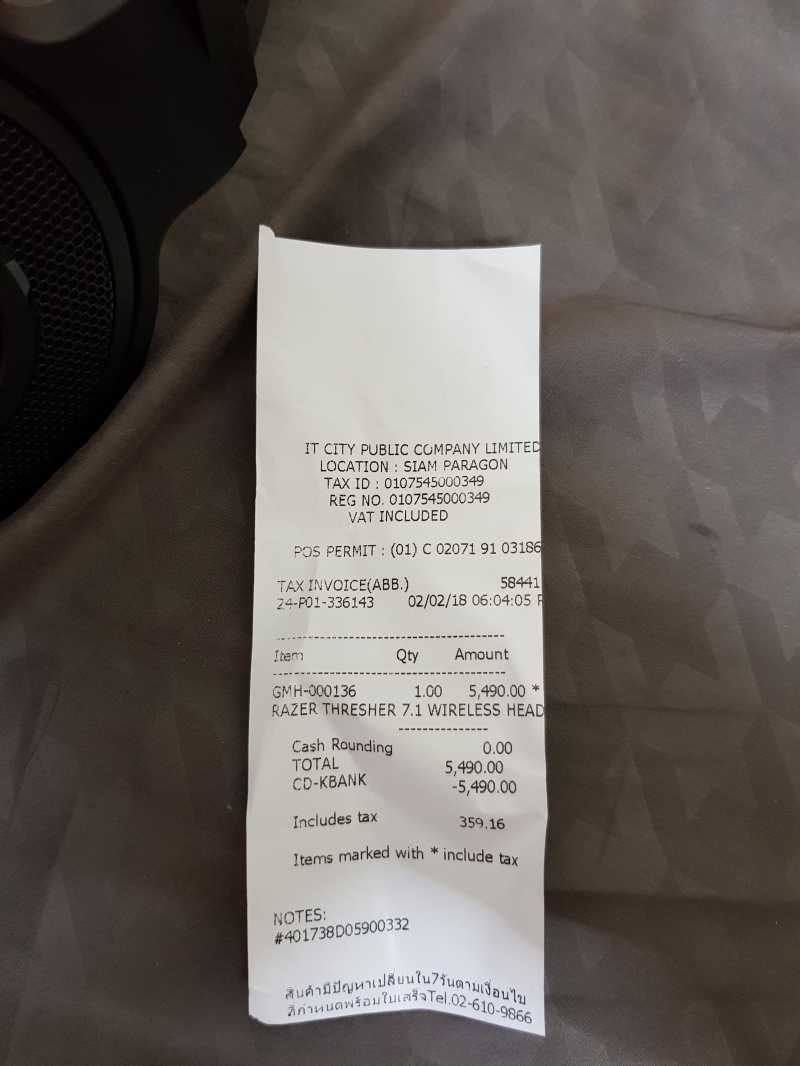 IT CITY PUBLIC COMPANY LIMITED
LOCATION : SIAM PARAGON
TAX ID : 0107545000349
REG NO. 0107545000349
VAT INCLUDED
POS PERMIT : (01) C 02071 91 03186
TAX INVOICE(ABB.) 58441
24-P01-336143 02/02/18 06:04:05 P
Item Qty Amount
GMH-000136 1.00 5,490.00 *
RAZER THRESHER 7.1 WIRELESS HEAD
Cash Rounding 0.00
TOTAL 5,490.00
CD-KBANK -5,490.00
Includes tax 359.16
Items marked with * include tax
NOTES:
#401738D05900332
สินค้ามีปัญหาเปลี่ยนใน7วันตามเงื่อนไข
ที่กำหนดพร้อมใบเสร็จTel.02-610-9866